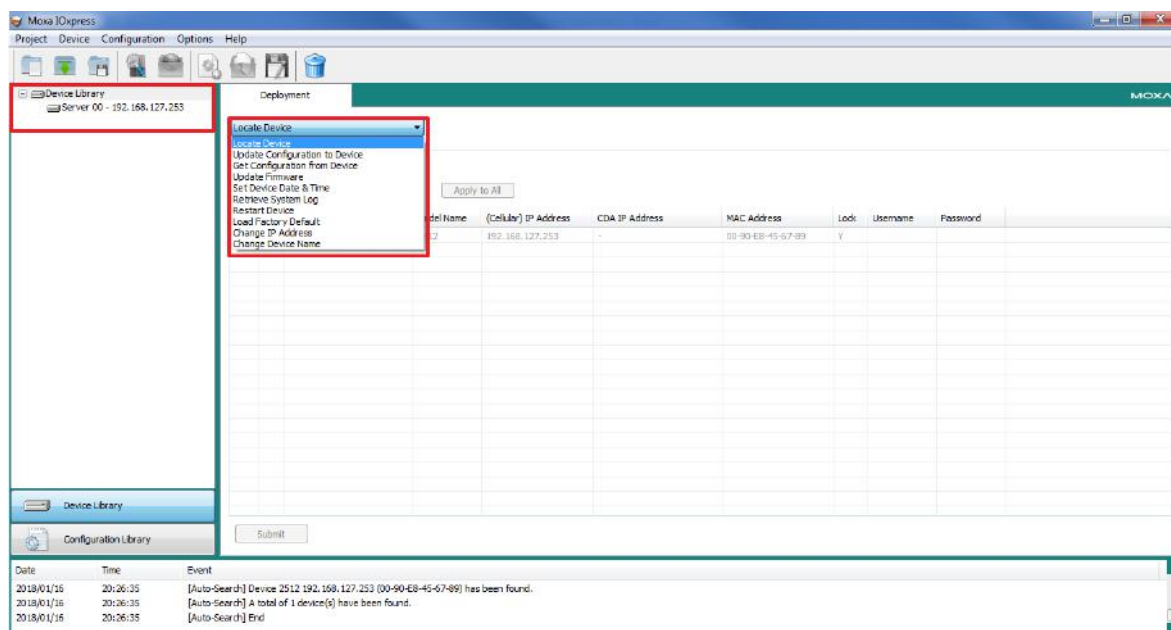 Moxa IOxpress
Project Device Configuration Options Help
Device Library
Server 00 - 192.168.127.253
Deployment
MOXA
Locate Device
Locate Device
Update Configuration to Device
Get Configuration from Device
Update Firmware
Set Device Date & Time
Retrieve System Log
Restart Device
Load Factory Default
Change IP Address
Change Device Name
Apply to All
del Name (Cellular) IP Address CDA IP Address MAC Address Lock Username Password
12 192.168.127.253 - 00-90-E8-45-67-89 Y
Device Library
Configuration Library
Submit
Date Time Event
2018/01/16 20:26:35 [Auto-Search] Device 2512 192.168.127.253 (00-90-E8-45-67-89) has been found.
2018/01/16 20:26:35 [Auto-Search] A total of 1 device(s) have been found.
2018/01/16 20:26:35 [Auto-Search] End